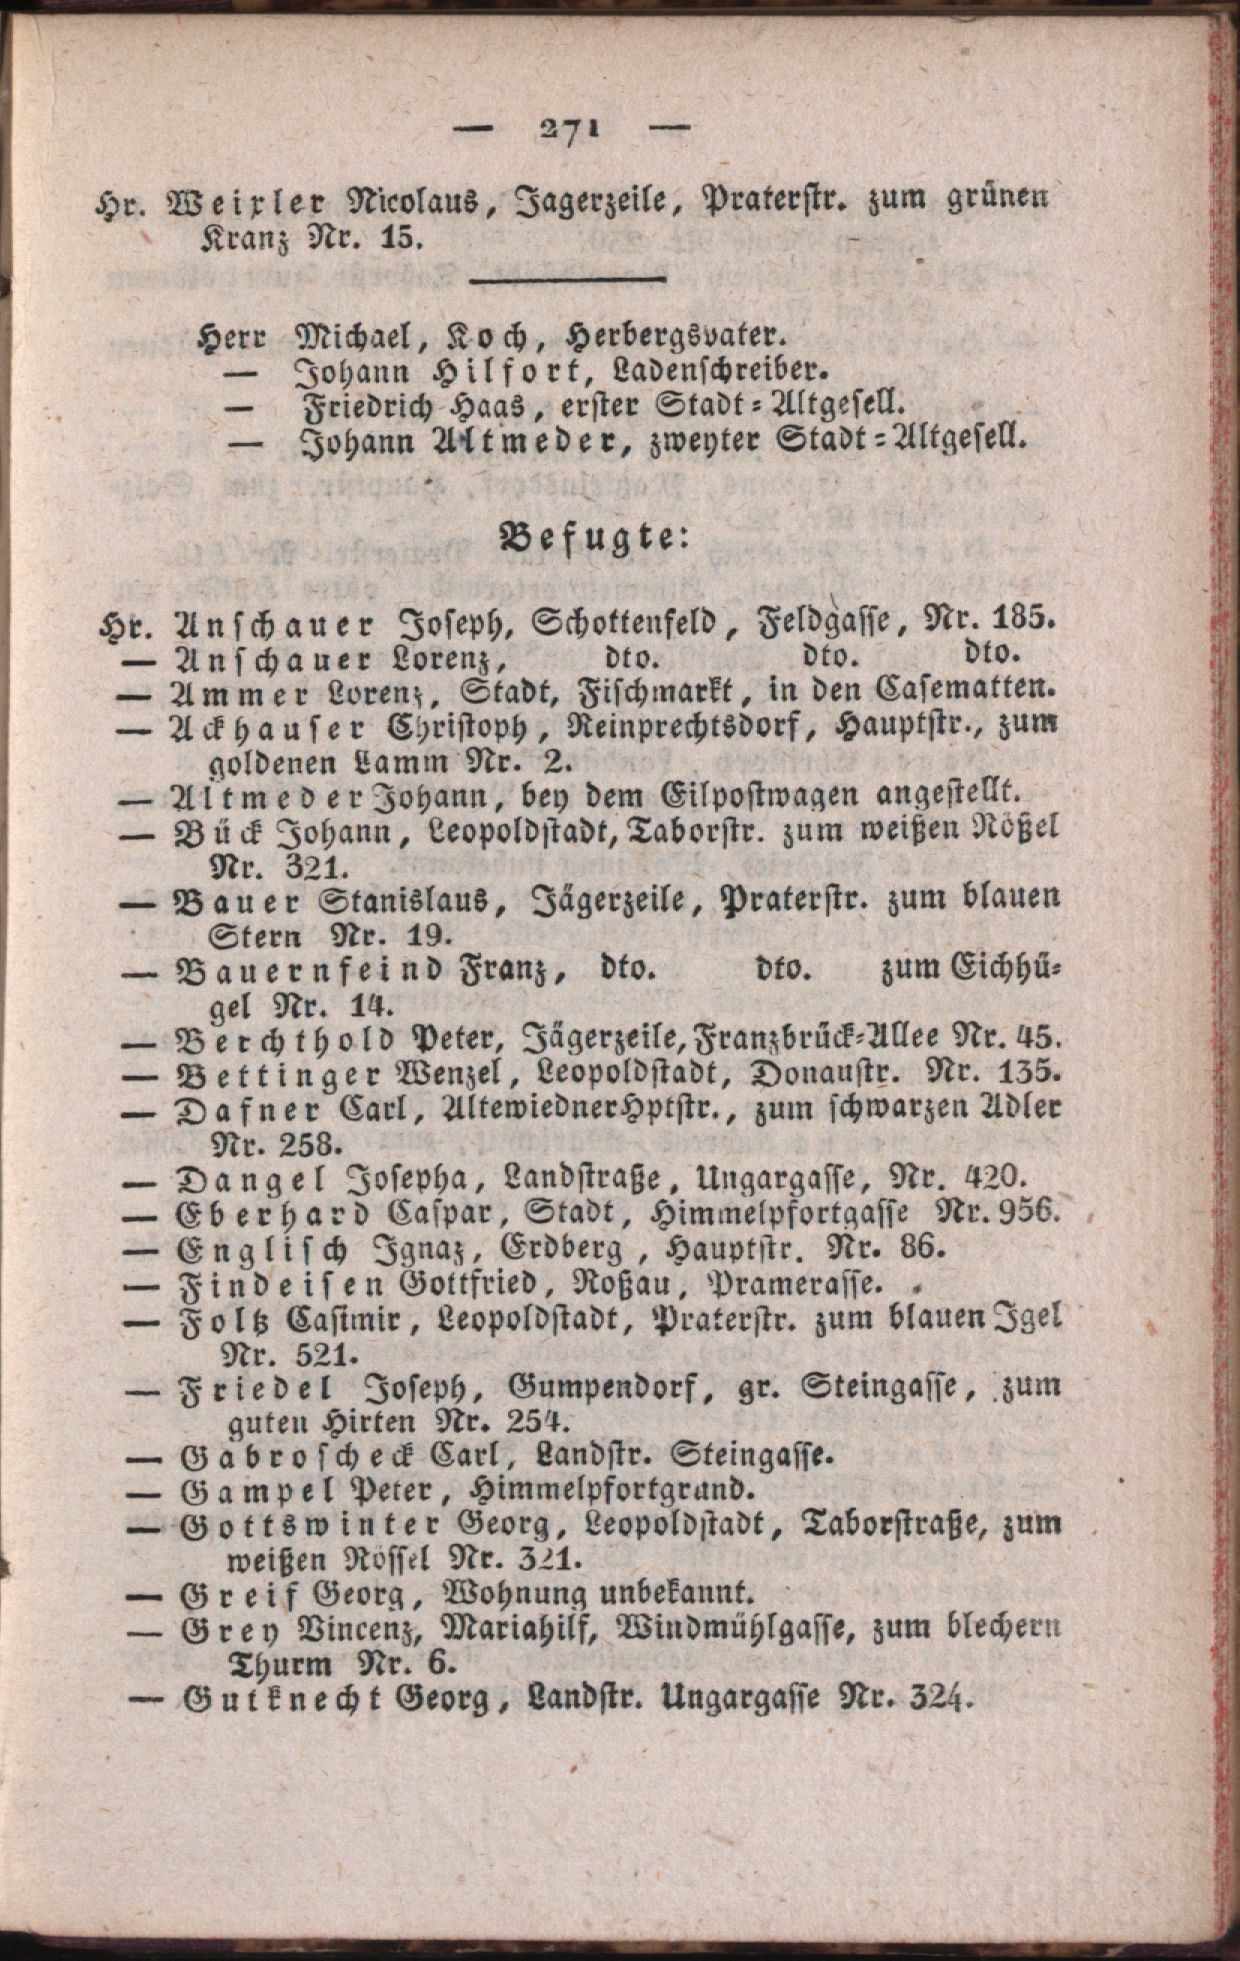 — 271 —
Hr. Weixler Nicolaus, Jagerzeile, Praterstr. zum grünen
Kranz Nr. 15.
Herr Michael, Koch, Herbergsvater.
— Johann Hilfort, Ladenschreiber.
— Friedrich Haas, erster Stadt-Altgesell.
— Johann Altmeder, zweyter Stadt-Altgesell.
Befugte:
Hr. Anschauer Joseph, Schottenfeld, Feldgasse, Nr. 185.
— Anschauer Lorenz, dto. dto. dto.
— Ammer Lorenz, Stadt, Fischmarkt, in den Casematten.
— Ackhauser Christoph, Reinprechtsdorf, Hauptstr., zum
goldenen Lamm Nr. 2.
— Altmeder Johann, bey dem Eilpostwagen angestellt.
— Bück Johann, Leopoldstadt, Taborstr. zum weißen Rößel
Nr. 321.
— Bauer Stanislaus, Jägerzeile, Praterstr. zum blauen
Stern Nr. 19.
— Bauernfeind Franz, dto. dto. zum Eichhü-
gel Nr. 14.
— Berchthold Peter, Jägerzeile, Franzbrück-Allee Nr. 45.
— Bettinger Wenzel, Leopoldstadt, Donaustr. Nr. 135.
— Dafner Carl, AltewiednerHptstr., zum schwarzen Adler
Nr. 258.
— Dangel Josepha, Landstraße, Ungargasse, Nr. 420.
— Eberhard Caspar, Stadt, Himmelpfortgasse Nr. 956.
— Englisch Ignaz, Erdberg, Hauptstr. Nr. 86.
— Findeisen Gottfried, Roßau, Pramerasse.
— Foltz Casimir, Leopoldstadt, Praterstr. zum blauen Igel
Nr. 521.
— Friedel Joseph, Gumpendorf, gr. Steingasse, zum
guten Hirten Nr. 254.
— Gabroscheck Carl, Landstr. Steingasse.
— Gampel Peter, Himmelpfortgrund.
— Gottswinter Georg, Leopoldstadt, Taborstraße, zum
weißen Rössel Nr. 321.
— Greif Georg, Wohnung unbekannt.
— Grey Vincenz, Mariahilf, Windmühlgasse, zum blechern
Thurm Nr. 6.
— Gutknecht Georg, Landstr. Ungargasse Nr. 324.